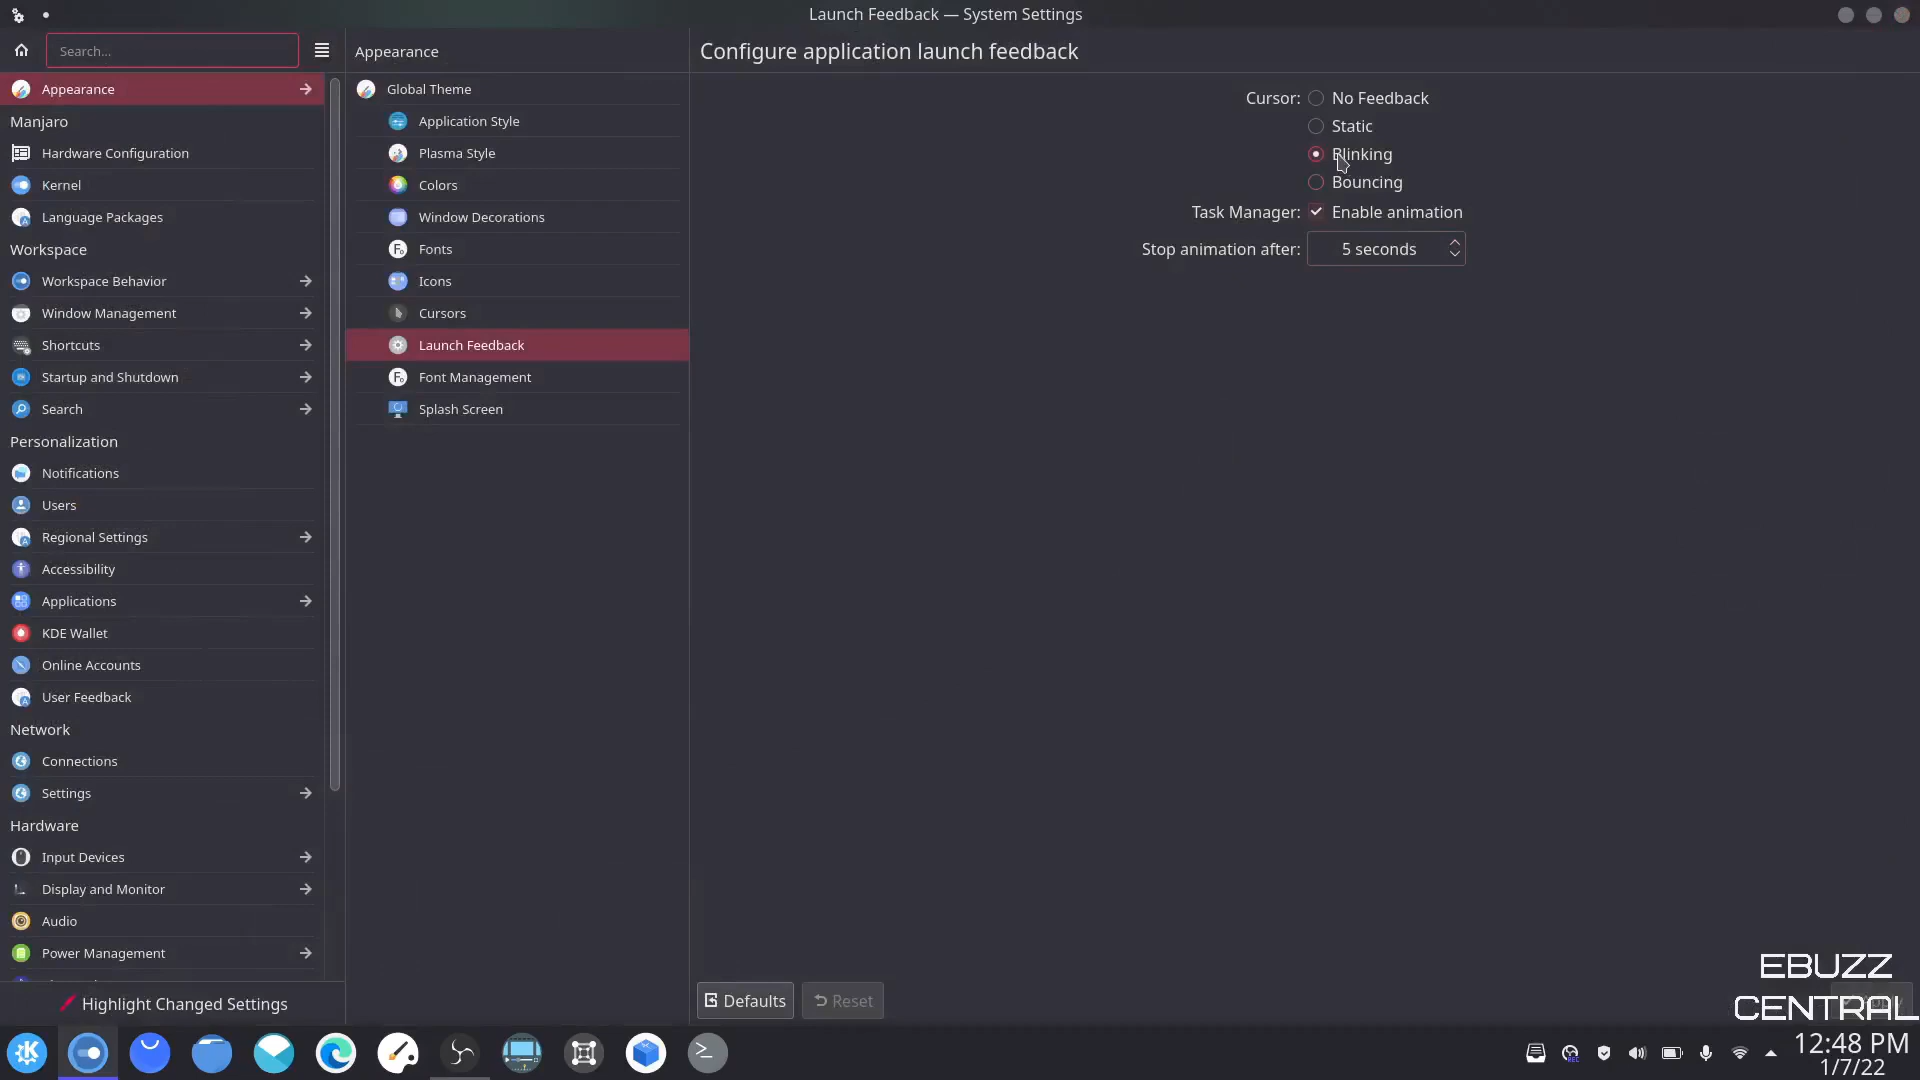 Launch Feedback — System Settings
Search...
Appearance
Manjaro
Hardware Configuration
Kernel
Language Packages
Workspace
Workspace Behavior
Window Management
Shortcuts
Startup and Shutdown
Search
Personalization
Notifications
Users
Regional Settings
Accessibility
Applications
KDE Wallet
Online Accounts
User Feedback
Network
Connections
Settings
Hardware
Input Devices
Display and Monitor
Audio
Power Management
Highlight Changed Settings
Appearance
Global Theme
Application Style
Plasma Style
Colors
Window Decorations
Fonts
Icons
Cursors
Launch Feedback
Font Management
Splash Screen
Configure application launch feedback
Cursor: No Feedback
Static
Blinking
Bouncing
Task Manager: Enable animation
Stop animation after: 5 seconds
Defaults
Reset
EBUZZ
CENTRAL
12:48 PM
1/7/22